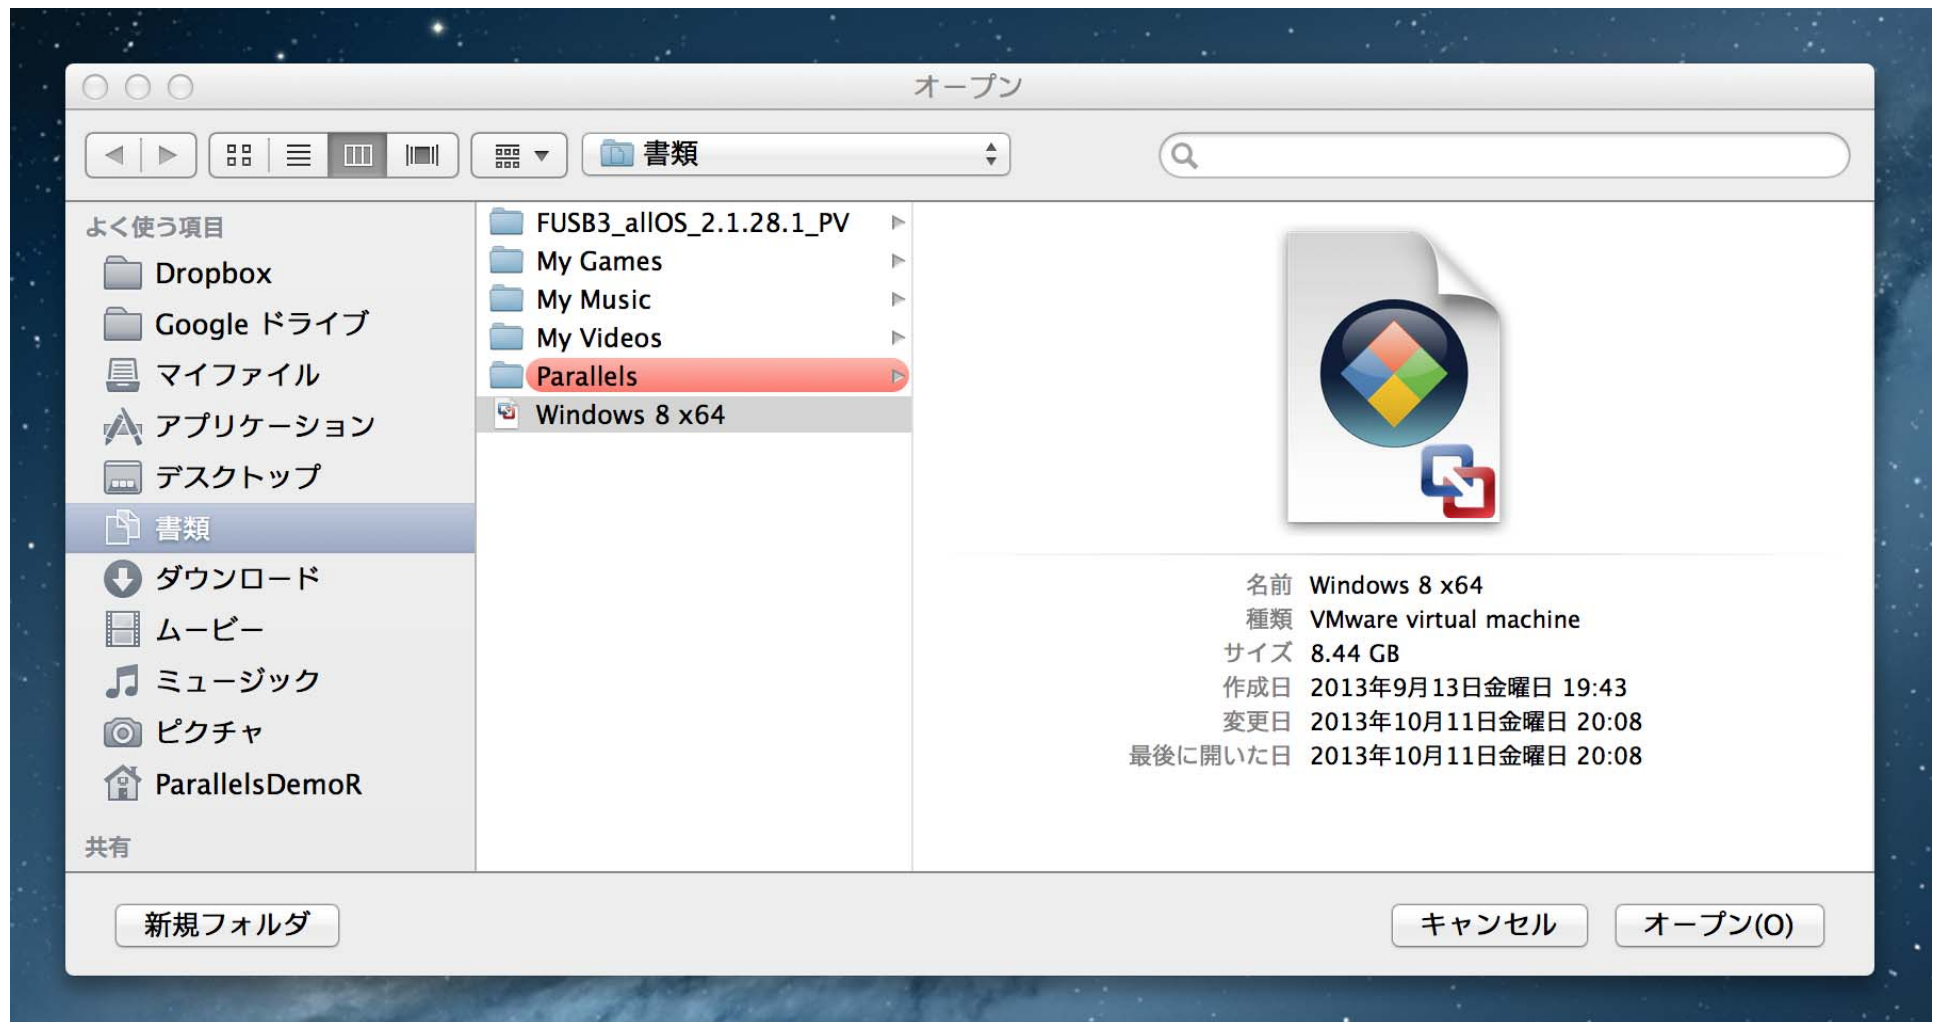 オープン
書類
よく使う項目
Dropbox
Google ドライブ
マイファイル
アプリケーション
デスクトップ
書類
ダウンロード
ムービー
ミュージック
ピクチャ
ParallelsDemoR
共有
FUSB3_allOS_2.1.28.1_PV
My Games
My Music
My Videos
Parallels
Windows 8 x64
名前 Windows 8 x64
種類 VMware virtual machine
サイズ 8.44 GB
作成日 2013年9月13日金曜日 19:43
変更日 2013年10月11日金曜日 20:08
最後に開いた日 2013年10月11日金曜日 20:08
新規フォルダ
キャンセル
オープン(O)